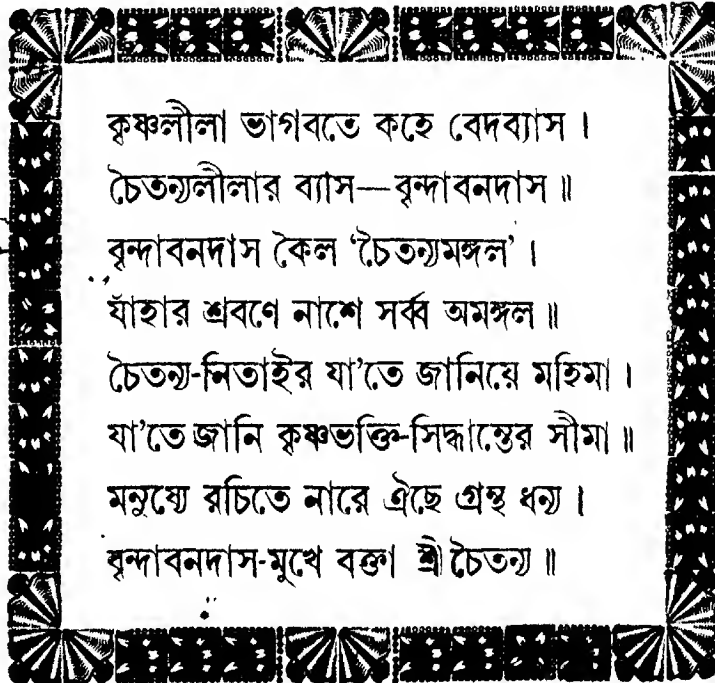 কৃষ্ণলীলা ভাগবতে কহে বেদব্যাস ।
চৈতন্যলীলার ব্যাস—বৃন্দাবনদাস ॥
বৃন্দাবনদাস কৈল ‘চৈতন্যমঙ্গল’ ।
যাঁহার শ্রবণে নাশে সর্ব্ব অমঙ্গল ॥
চৈতন্য-নিতাইর যা’তে জানিয়ে মহিমা ।
যা’তে জানি কৃষ্ণভক্তি-সিদ্ধান্তের সীমা ॥
মনুষ্যে রচিতে নারে ঐছে গ্রন্থ ধন্য ।
বৃন্দাবনদাস-মুখে বক্তা শ্রীচৈতন্য ॥